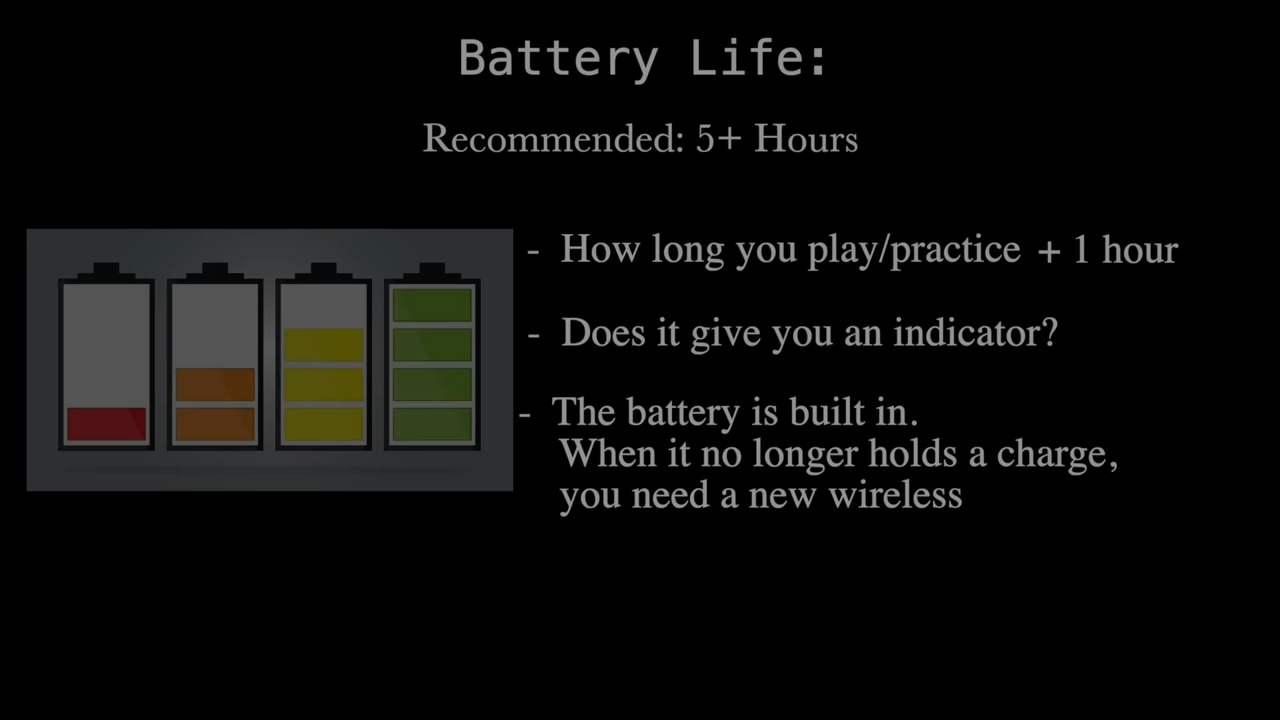 Battery Life:
Recommended: 5+ Hours
- How long you play/practice + 1 hour
- Does it give you an indicator?
- The battery is built in.
When it no longer holds a charge,
you need a new wireless